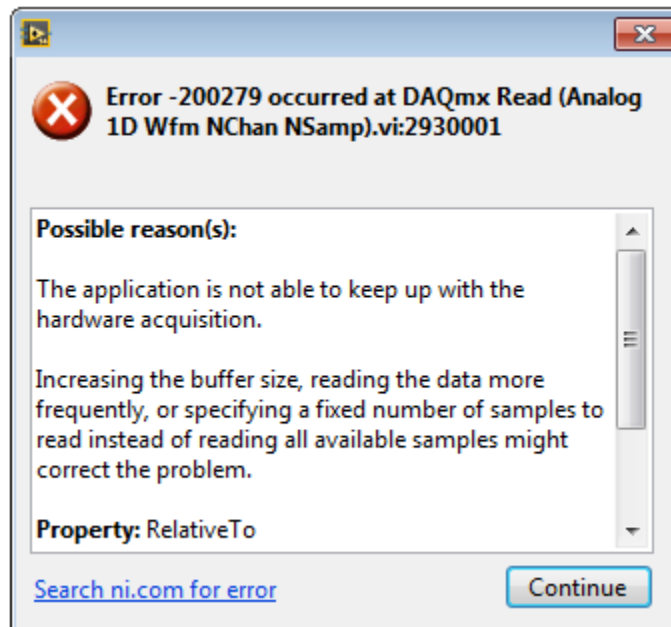 Error -200279 occurred at DAQmx Read (Analog
1D Wfm NChan NSamp).vi:2930001
Possible reason(s):
The application is not able to keep up with the
hardware acquisition.
Increasing the buffer size, reading the data more
frequently, or specifying a fixed number of samples to
read instead of reading all available samples might
correct the problem.
Property: RelativeTo
Search ni.com for error
Continue